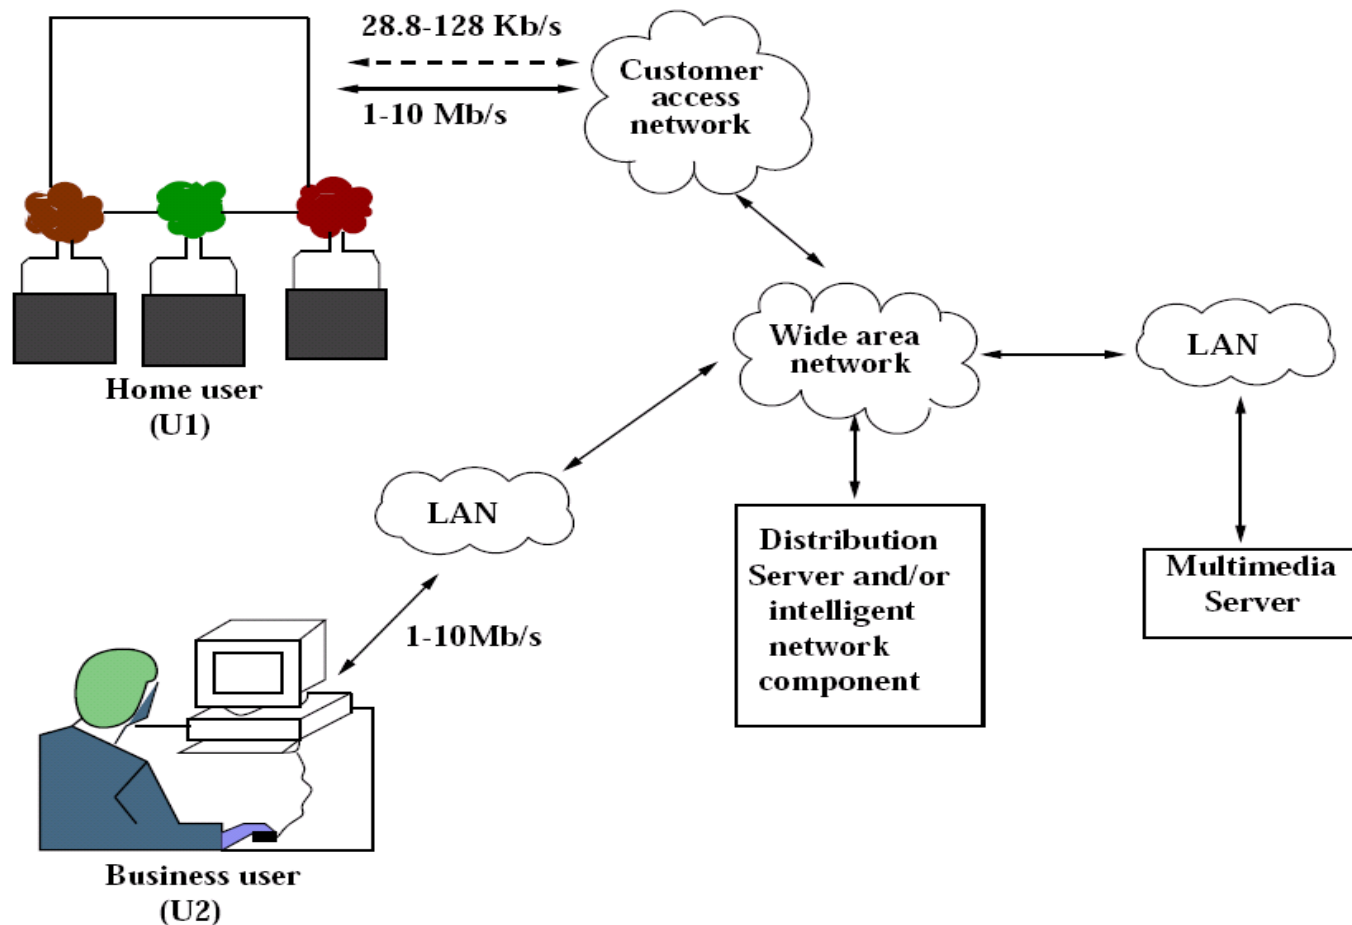 28.8-128 Kb/s
1-10 Mb/s
Customer
access
network
Home user
(U1)
Wide area
network
LAN
LAN
Distribution
Server and/or
intelligent
network
component
Multimedia
Server
1-10Mb/s
Business user
(U2)